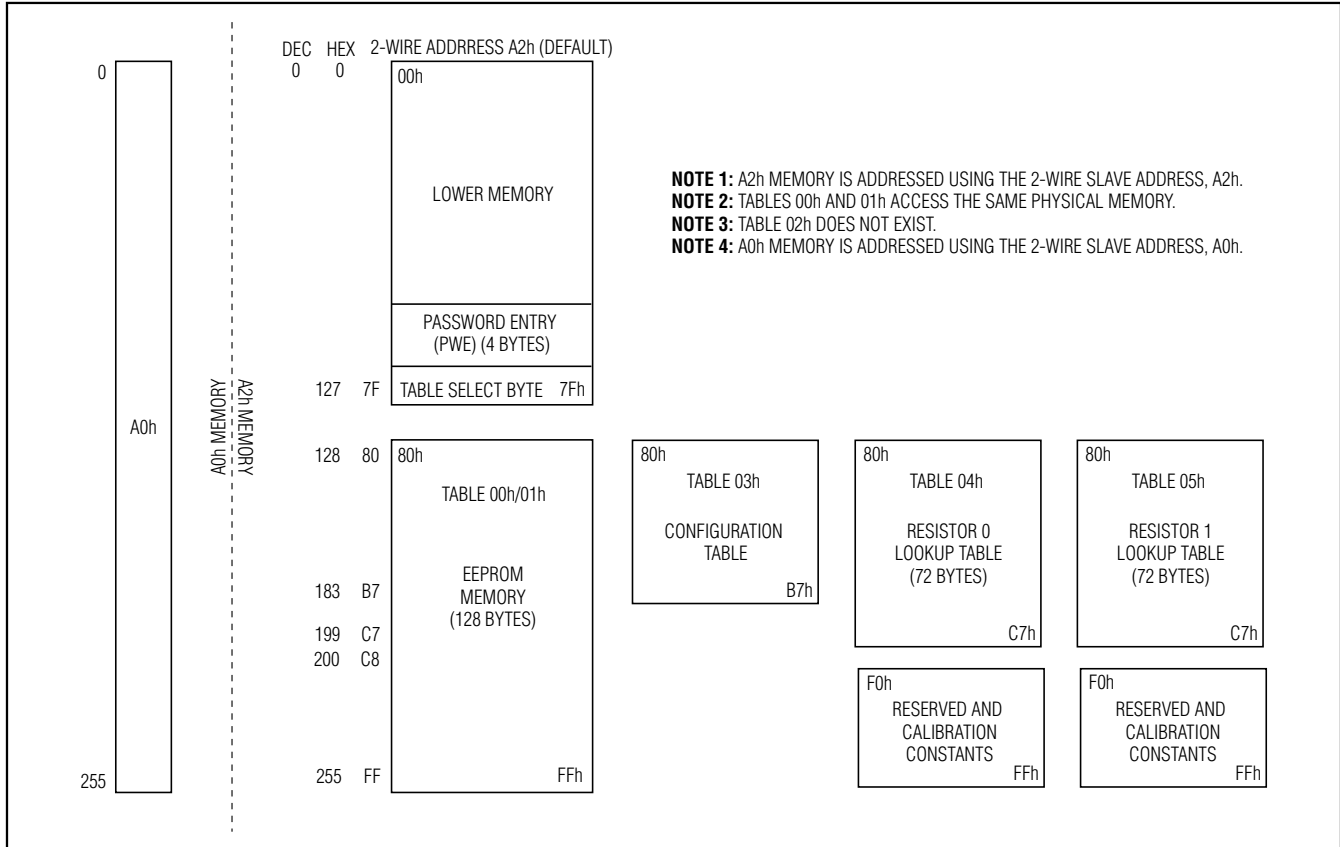 DEC HEX 2-WIRE ADDRRESS A2h (DEFAULT)
0 0 0 00h
LOWER MEMORY
NOTE 1: A2h MEMORY IS ADDRESSED USING THE 2-WIRE SLAVE ADDRESS, A2h.
NOTE 2: TABLES 00h AND 01h ACCESS THE SAME PHYSICAL MEMORY.
NOTE 3: TABLE 02h DOES NOT EXIST.
NOTE 4: A0h MEMORY IS ADDRESSED USING THE 2-WIRE SLAVE ADDRESS, A0h.
PASSWORD ENTRY
(PWE) (4 BYTES)
127 7F TABLE SELECT BYTE 7Fh
A0h
A0h MEMORY
A2h MEMORY
128 80 80h
TABLE 00h/01h
EEPROM
MEMORY
(128 BYTES)
183 B7
199 C7
200 C8
255 255 FF FFh
80h
TABLE 03h
CONFIGURATION
TABLE
B7h
80h
TABLE 04h
RESISTOR 0
LOOKUP TABLE
(72 BYTES)
C7h
80h
TABLE 05h
RESISTOR 1
LOOKUP TABLE
(72 BYTES)
C7h
F0h
RESERVED AND
CALIBRATION
CONSTANTS
FFh
F0h
RESERVED AND
CALIBRATION
CONSTANTS
FFh